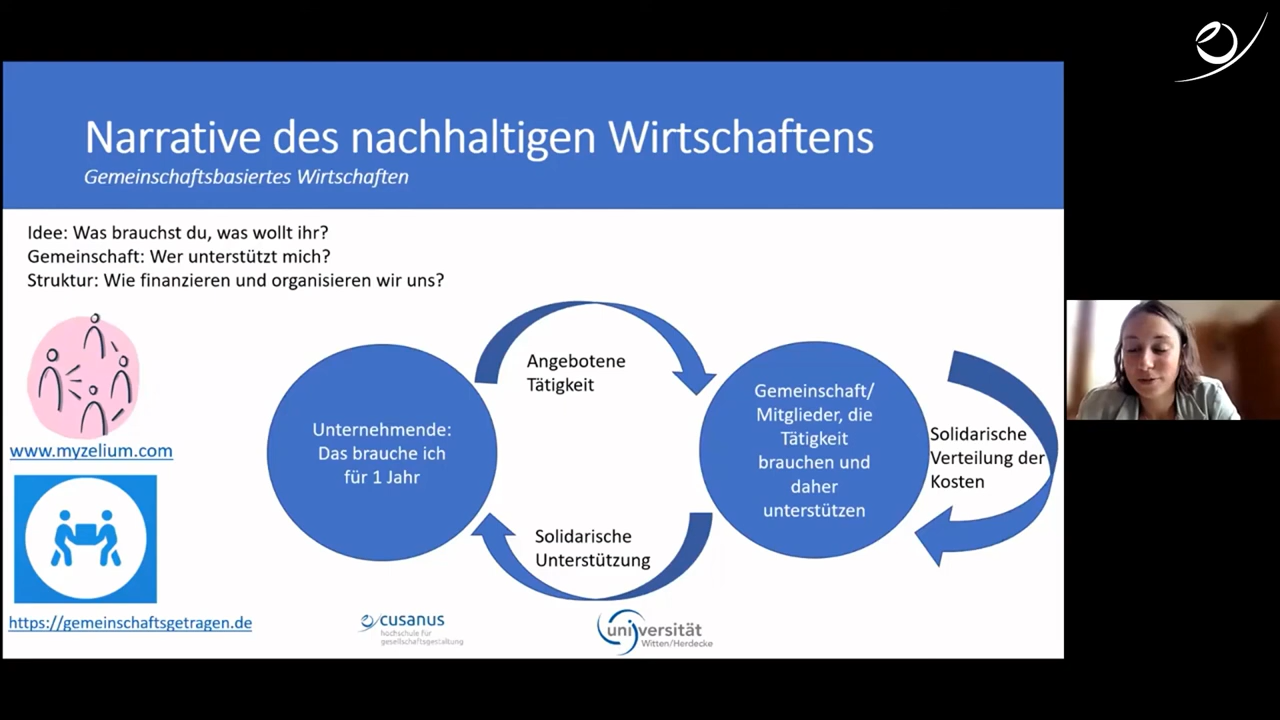 Narrative des nachhaltigen Wirtschaftens
Gemeinschaftsbasiertes Wirtschaften
Idee: Was brauchst du, was wollt ihr?
Gemeinschaft: Wer unterstützt mich?
Struktur: Wie finanzieren und organisieren wir uns?
www.myzelium.com
https://gemeinschaftsgetragen.de
Unternehmende:
Das brauche ich
für 1 Jahr
Angebotene
Tätigkeit
Solidarische
Unterstützung
Gemeinschaft/
Mitglieder, die
Tätigkeit
brauchen und
daher
unterstützen
Solidarische
Verteilung der
Kosten
cusanus
hochschule für
gesellschaftsgestaltung
universität
Witten/Herdecke